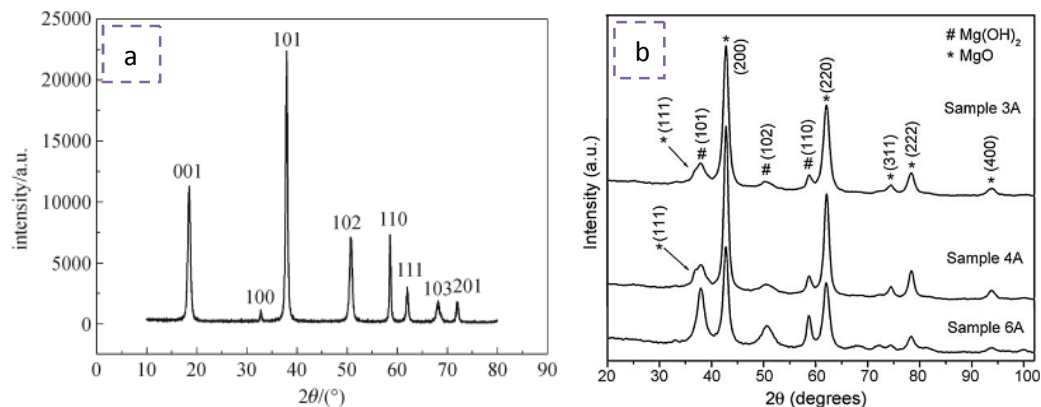 a
25000
20000
15000
10000
5000
0
intensity/a.u.
001
100
101
102
110
111
103
201
0 10 20 30 40 50 60 70 80 90
2θ/(°)
b
# Mg(OH)2
* MgO
*(111)
#(101)
*
(200)
#(102)
#(110)
*(220)
*(311)
*(222)
*(400)
Sample 3A
*(111)
Sample 4A
Sample 6A
Intensity (a.u.)
20 30 40 50 60 70 80 90 100
2θ (degrees)